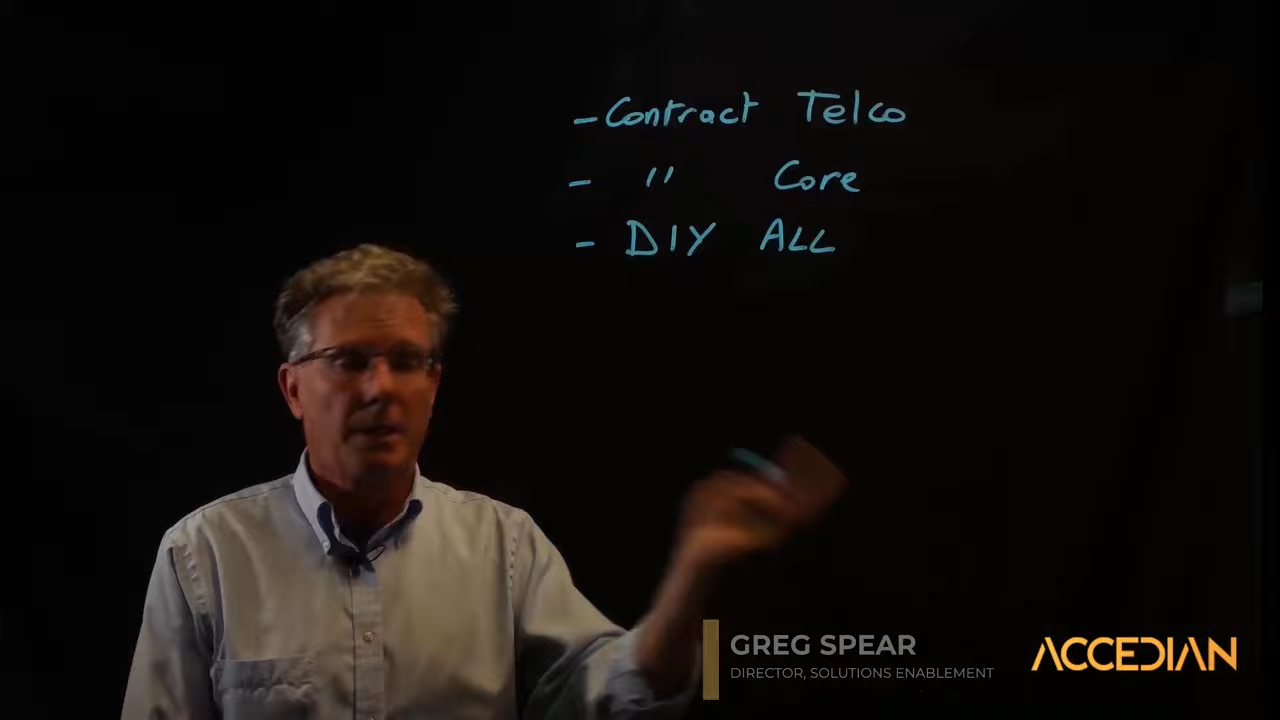 - Contract Telco
- " Core
- DIY ALL
GREG SPEAR
DIRECTOR, SOLUTIONS ENABLEMENT
ACCEDIAN